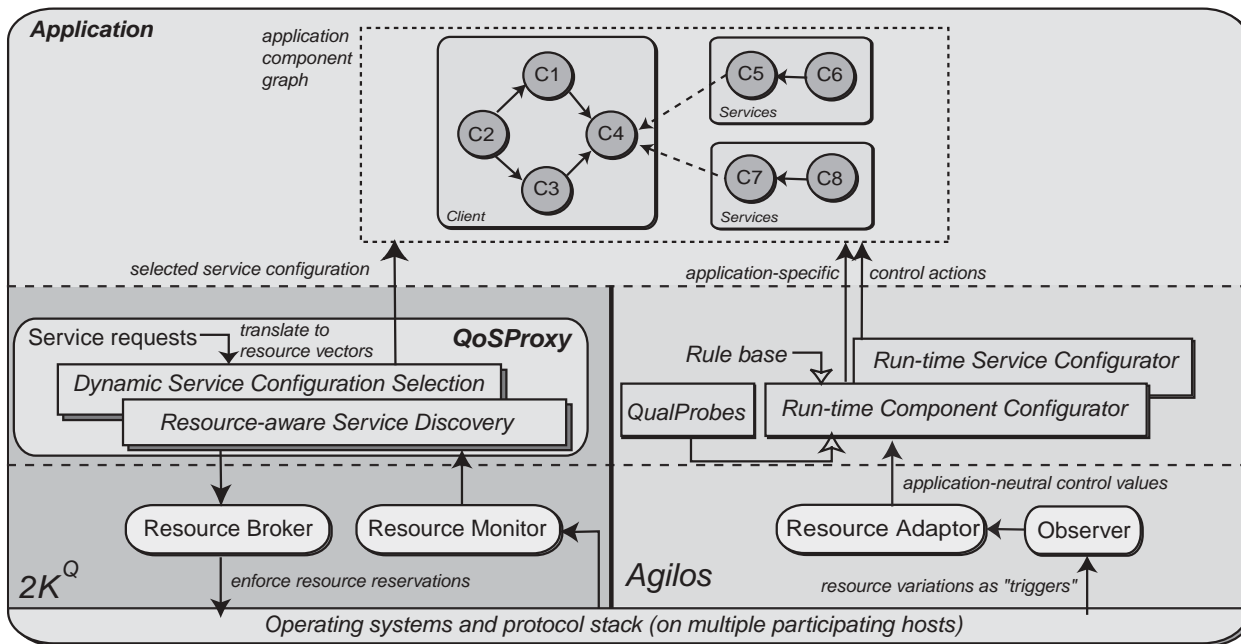 Application
application
component
graph
C1
C2
C3
C4
Client
C5
C6
Services
C7
C8
Services
selected service configuration
application-specific
control actions
Service requests
translate to
resource vectors
QoSProxy
Dynamic Service Configuration Selection
Resource-aware Service Discovery
Rule base
Run-time Service Configurator
QualProbes
Run-time Component Configurator
application-neutral control values
Resource Broker
Resource Monitor
Resource Adaptor
Observer
2K^Q
enforce resource reservations
Agilos
resource variations as "triggers"
Operating systems and protocol stack (on multiple participating hosts)